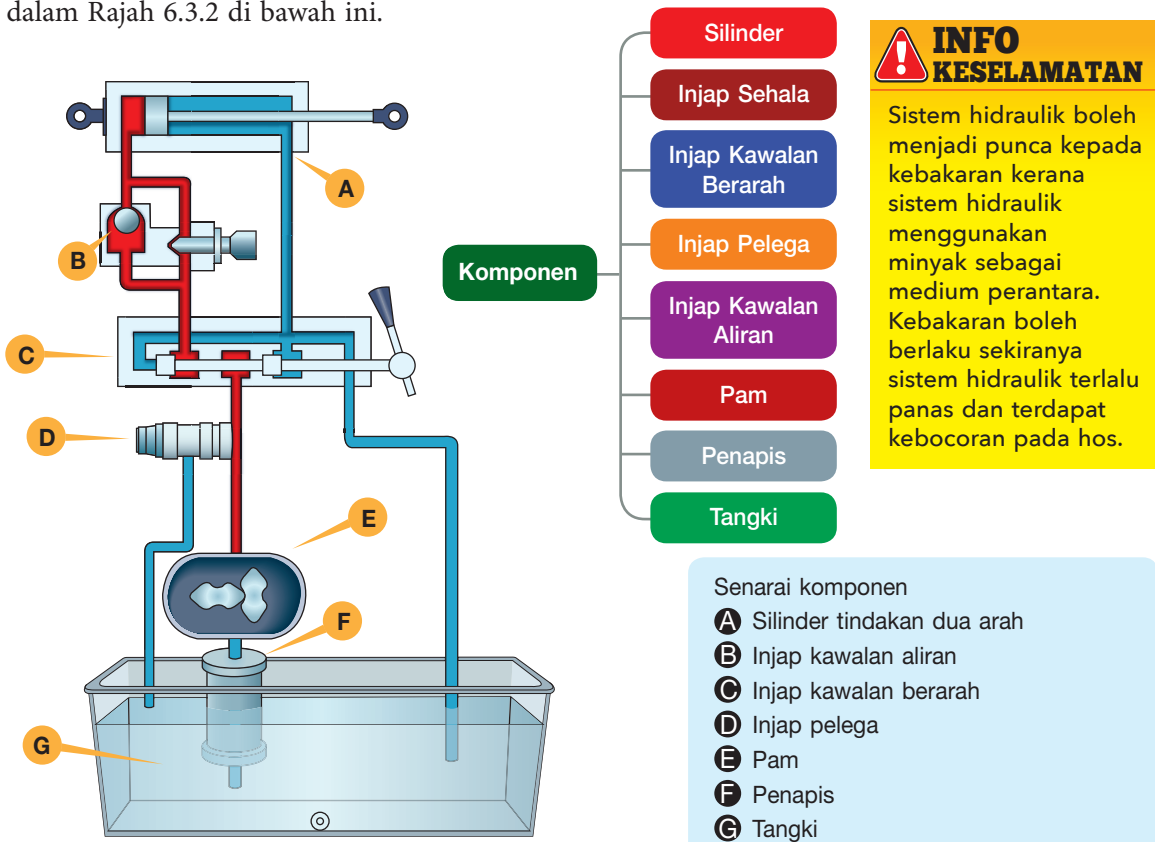 dalam Rajah 6.3.2 di bawah ini.
A
B
C
D
E
F
G
Komponen
Silinder
Injap Sehala
Injap Kawalan
Berarah
Injap Pelega
Injap Kawalan
Aliran
Pam
Penapis
Tangki
INFO
KESELAMATAN
Sistem hidraulik boleh
menjadi punca kepada
kebakaran kerana
sistem hidraulik
menggunakan
minyak sebagai
medium perantara.
Kebakaran boleh
berlaku sekiranya
sistem hidraulik terlalu
panas dan terdapat
kebocoran pada hos.
Senarai komponen
A Silinder tindakan dua arah
B Injap kawalan aliran
C Injap kawalan berarah
D Injap pelega
E Pam
F Penapis
G Tangki